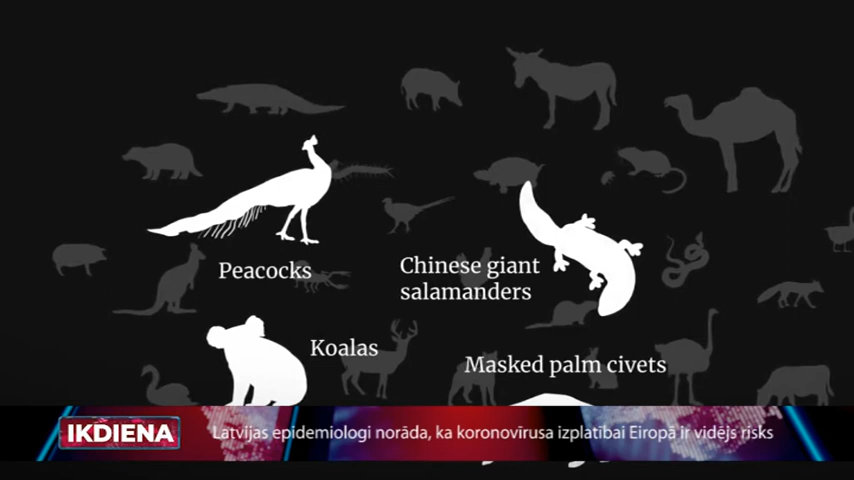 Peacocks
Chinese giant
salamanders
Koalas
Masked palm civets
IKDIENA
Latvijas epidemiologi norāda, ka koronovīrusa izplatībai Eiropā ir vidējs risks